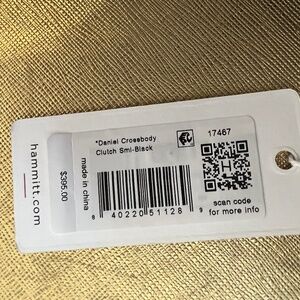 *Daniel Crossbody
Clutch Sml-Black
17467
made in china
8 40220 51128 9
scan code
for more info
$395.00
hammitt.com